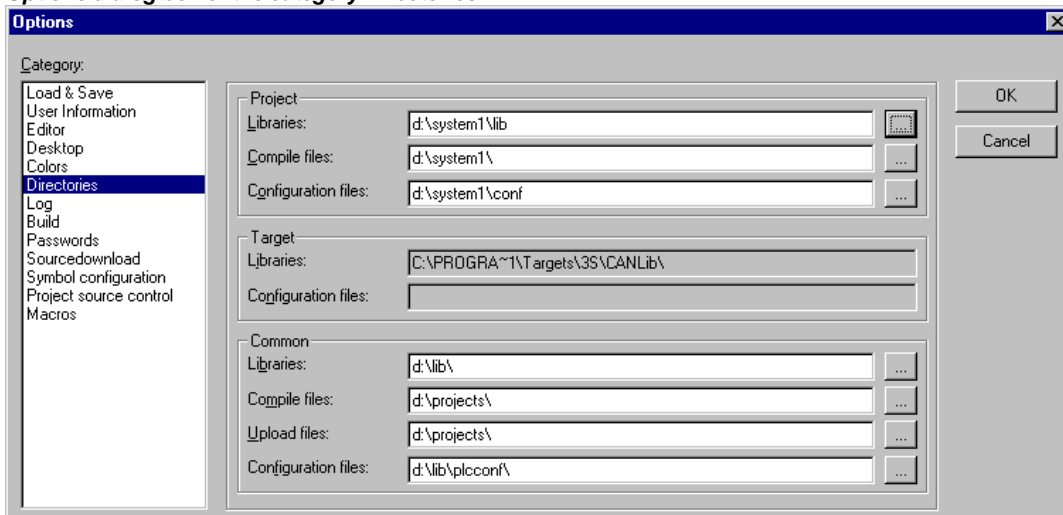 Options
Category:
Load & Save
User Information
Editor
Desktop
Colors
Directories
Log
Build
Passwords
Sourcedownload
Symbol configuration
Project source control
Macros
Project
Libraries: d:\system1\lib ...
Compile files: d:\system1\ ...
Configuration files: d:\system1\conf ...
Target
Libraries: C:\PROGRA~1\Targets\3S\CANLib\
Configuration files:
Common
Libraries: d:\lib\ ...
Compile files: d:\projects\ ...
Upload files: d:\projects\ ...
Configuration files: d:\lib\plcconf\ ...
OK
Cancel